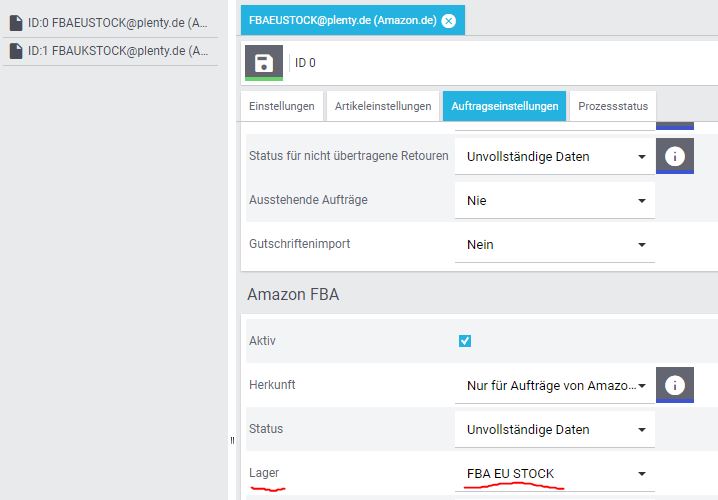 ID:0 FBAEUSTOCK@plenty.de (A...
ID:1 FBAUKSTOCK@plenty.de (A...
FBAEUSTOCK@plenty.de (Amazon.de)
ID 0
Einstellungen
Artikeleinstellungen
Auftragseinstellungen
Prozessstatus
Status für nicht übertragene Retouren
Unvollständige Daten
Ausstehende Aufträge
Nie
Gutschriftenimport
Nein
Amazon FBA
Aktiv
Herkunft
Nur für Aufträge von Amazo...
Status
Unvollständige Daten
Lager
FBA EU STOCK